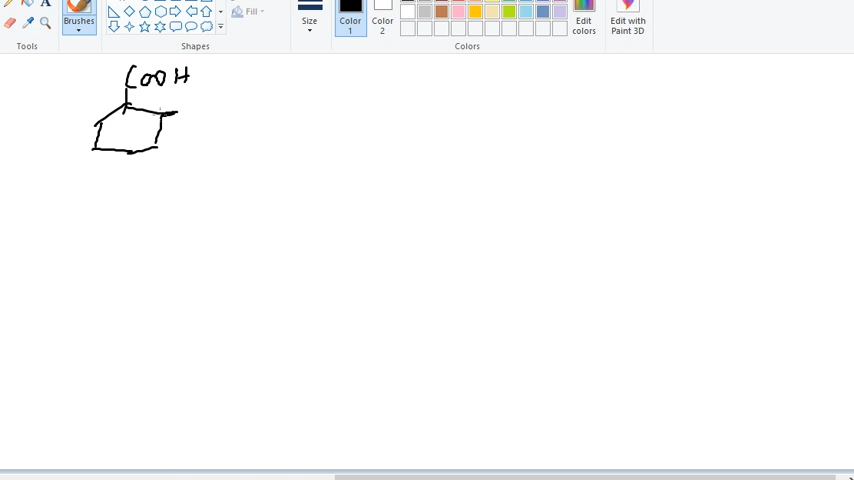 Brushes
Fill
Size
Color 1
Color 2
Edit colors
Edit with Paint 3D
Tools
Shapes
Colors
COOH